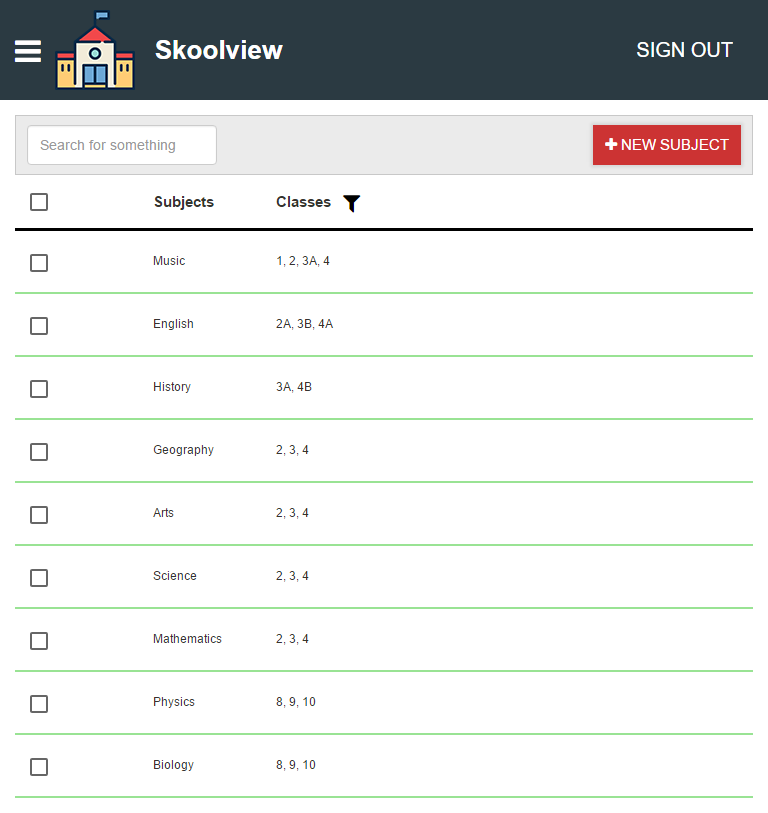 Skoolview SIGN OUT
Search for something NEW SUBJECT
Subjects Classes
Music 1, 2, 3A, 4
English 2A, 3B, 4A
History 3A, 4B
Geography 2, 3, 4
Arts 2, 3, 4
Science 2, 3, 4
Mathematics 2, 3, 4
Physics 8, 9, 10
Biology 8, 9, 10